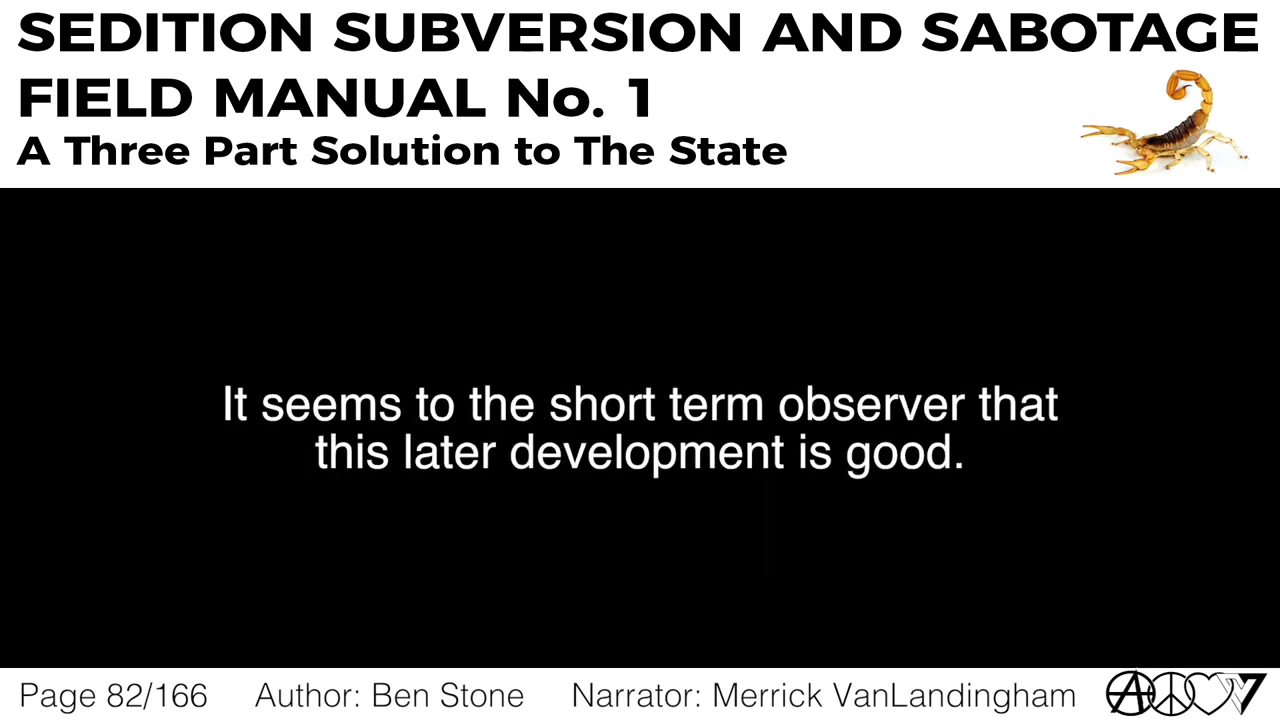 SEDITION SUBVERSION AND SABOTAGE
FIELD MANUAL No. 1
A Three Part Solution to The State
It seems to the short term observer that
this later development is good.
Page 82/166 Author: Ben Stone Narrator: Merrick VanLandingham